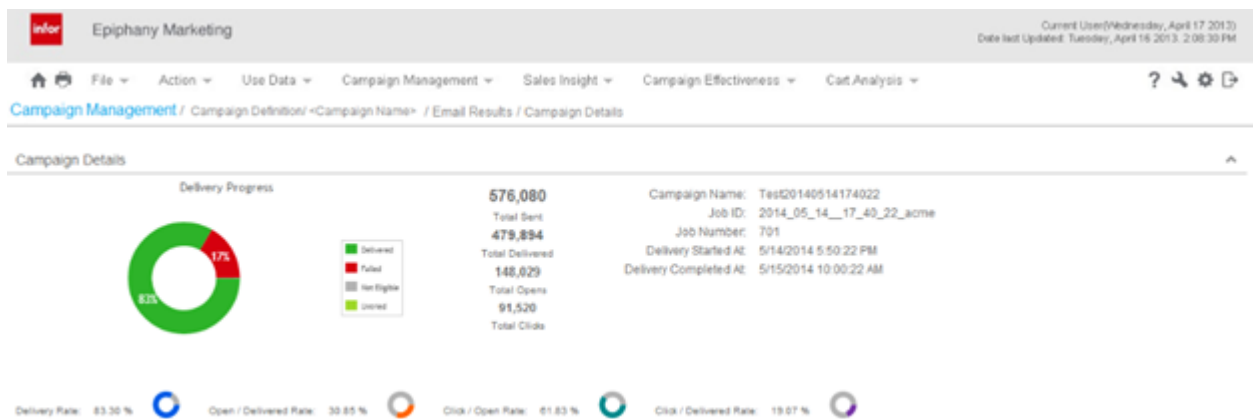 infor
Epiphany Marketing
Current User(Wednesday, April 17 2013)
Date last Updated: Tuesday, April 16 2013. 2:08:30 PM
File Action Use Data Campaign Management Sales Insight Campaign Effectiveness Cart Analysis ?
Campaign Management / Campaign Definition/ <Campaign Name> / Email Results / Campaign Details
Campaign Details
Delivery Progress
17%
83%
Delivered
Failed
Not Eligible
576,080
Total Sent
479,894
Total Delivered
148,029
Total Opens
91,520
Total Clicks
Campaign Name: Test20140514174022
Job ID: 2014_05_14__17_40_22_acme
Job Number: 701
Delivery Started At: 5/14/2014 5:50:22 PM
Delivery Completed At: 5/15/2014 10:00:22 AM
Delivery Rate: 83.30 %
Open / Delivered Rate: 30.85 %
Click / Open Rate: 61.83 %
Click / Delivered Rate: 19.07 %